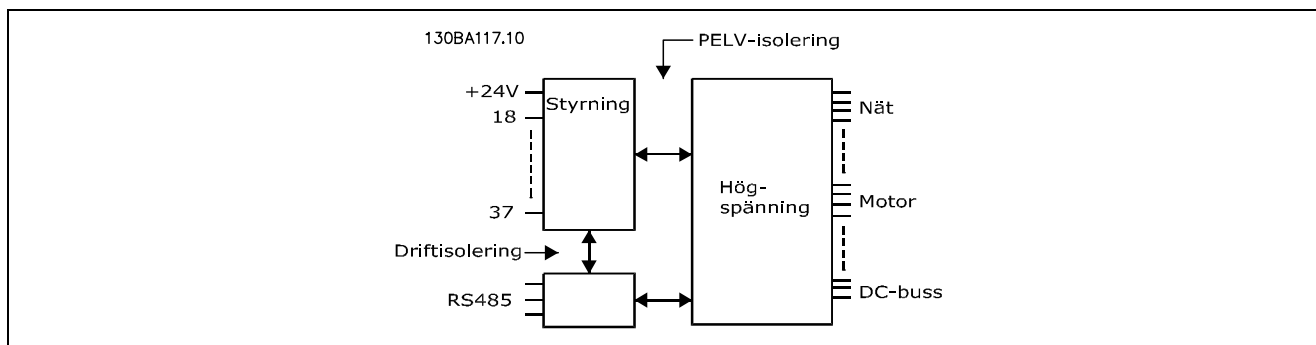 130BA117.10
PELV-isolering
+24V
Styrning
18
Nät
Hög-
spänning
37
Motor
Driftisolering
RS485
DC-buss